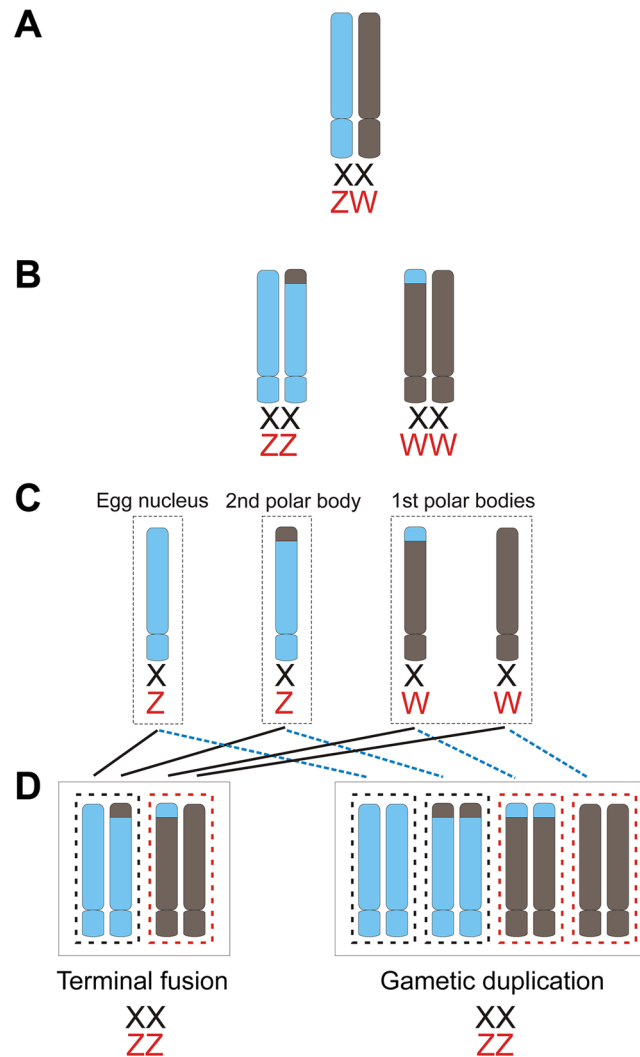 A
XX
ZW
B
XX XX
ZZ WW
C
Egg nucleus 2nd polar body 1st polar bodies
X X X X
Z Z W W
D
Terminal fusion Gametic duplication
XX XX
ZZ ZZ